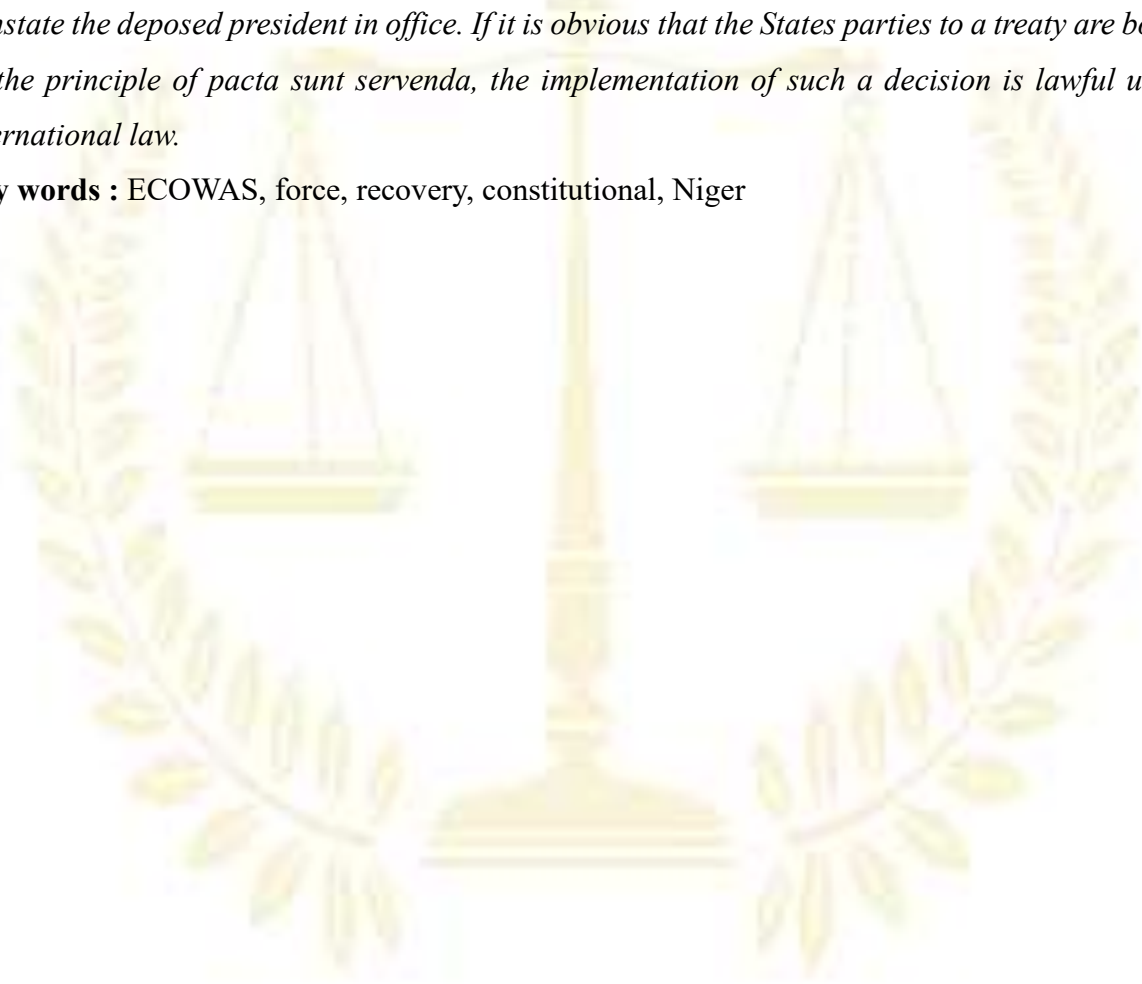 nstate the deposed president in office. If it is obvious that the States parties to a treaty are bo
the principle of pacta sunt servenda, the implementation of such a decision is lawful u
ernational law.
y words : ECOWAS, force, recovery, constitutional, Niger